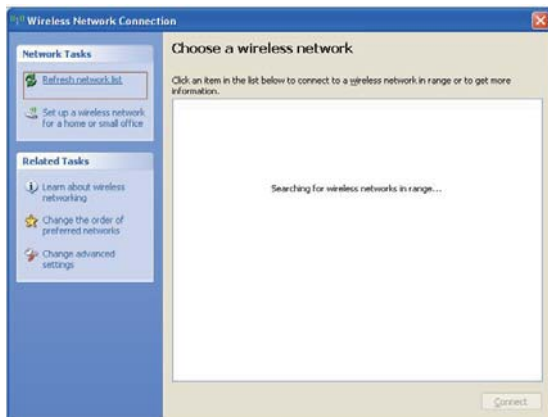 Wireless Network Connection
Network Tasks
Refresh network list
Set up a wireless network
for a home or small office
Related Tasks
Learn about wireless
networking
Change the order of
preferred networks
Change advanced
settings
Choose a wireless network
Click an item in the list below to connect to a wireless network in range or to get more
information.
Searching for wireless networks in range...
Connect